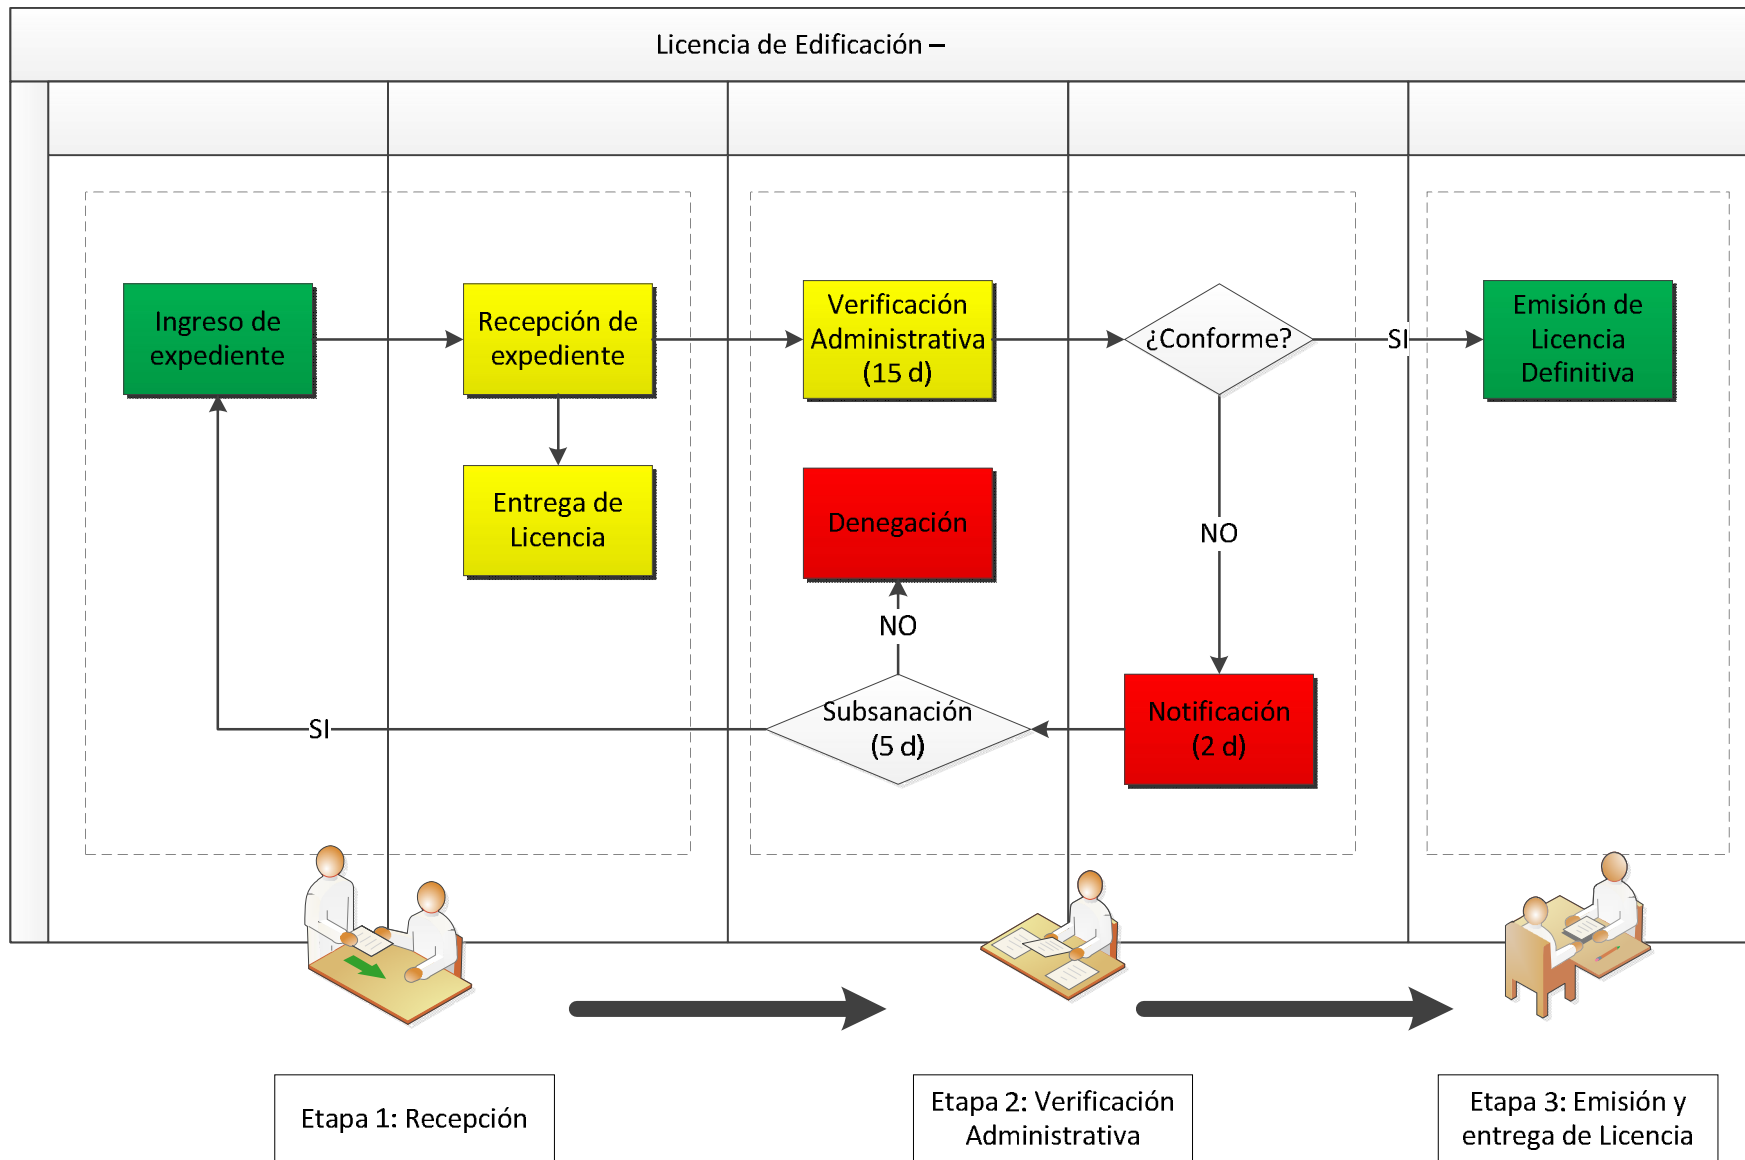 Licencia de Edificación –
Ingreso de
expediente
Recepción de
expediente
Verificación
Administrativa
(15 d)
¿Conforme?
SI
Emisión de
Licencia
Definitiva
Entrega de
Licencia
Denegación
NO
NO
Subsanación
(5 d)
Notificación
(2 d)
SI
Etapa 1: Recepción
Etapa 2: Verificación
Administrativa
Etapa 3: Emisión y
entrega de Licencia